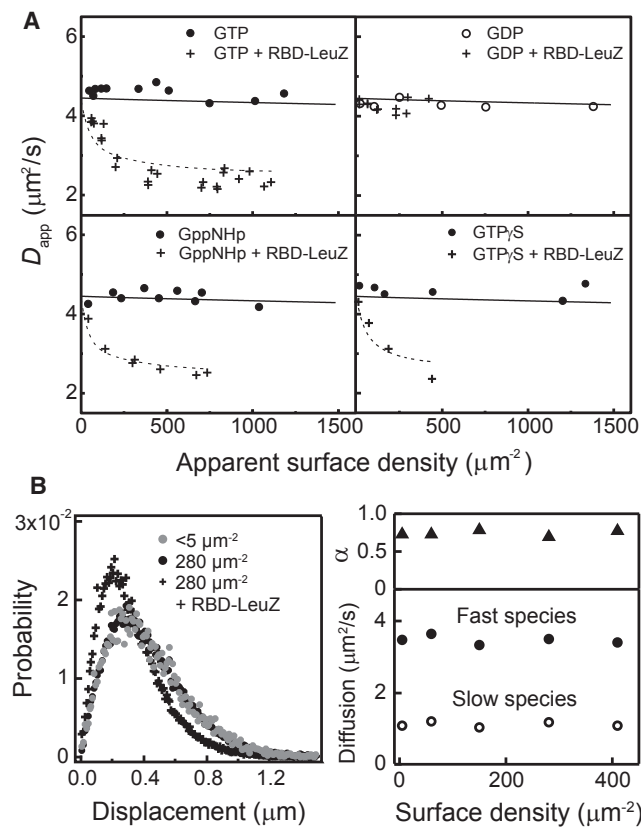 A
6
GTP
GTP + RBD-LeuZ
GDP
GDP + RBD-LeuZ
4
2
D_app (μm²/s)
GppNHp
GppNHp + RBD-LeuZ
GTPγS
GTPγS + RBD-LeuZ
4
2
0 500 1000 1500 500 1000 1500
Apparent surface density (μm⁻²)
B
3x10⁻²
2
1
0
Probability
<5 μm⁻²
280 μm⁻²
280 μm⁻²
+ RBD-LeuZ
0.0 0.4 0.8 1.2
Displacement (μm)
1.0
0.5
0
α
Fast species
Slow species
4
2
0
Diffusion (μm²/s)
0 200 400
Surface density (μm⁻²)